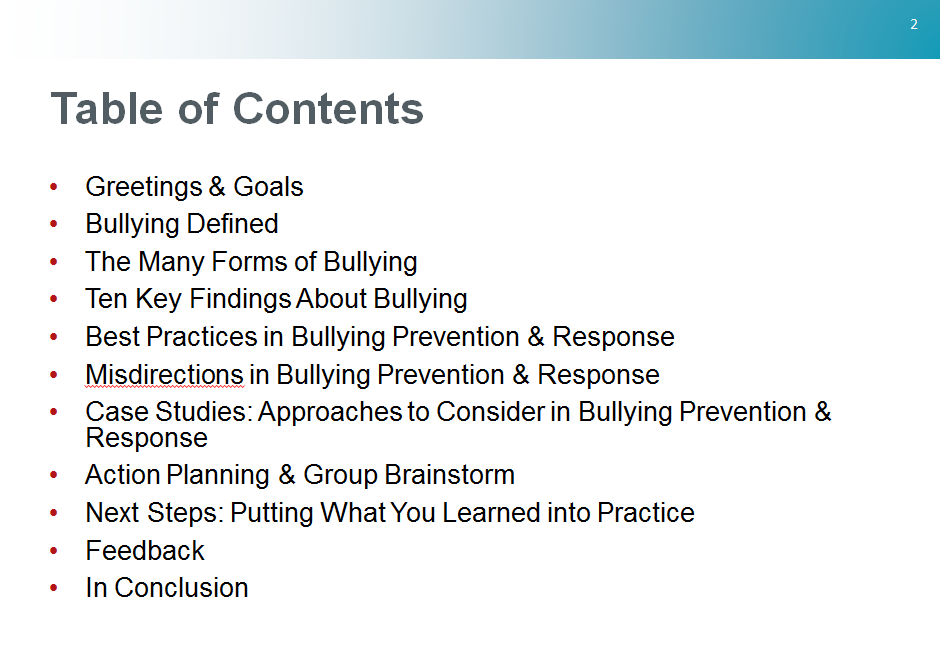 2
Table of Contents
• Greetings & Goals
• Bullying Defined
• The Many Forms of Bullying
• Ten Key Findings About Bullying
• Best Practices in Bullying Prevention & Response
• Misdirections in Bullying Prevention & Response
• Case Studies: Approaches to Consider in Bullying Prevention &
Response
• Action Planning & Group Brainstorm
• Next Steps: Putting What You Learned into Practice
• Feedback
• In Conclusion